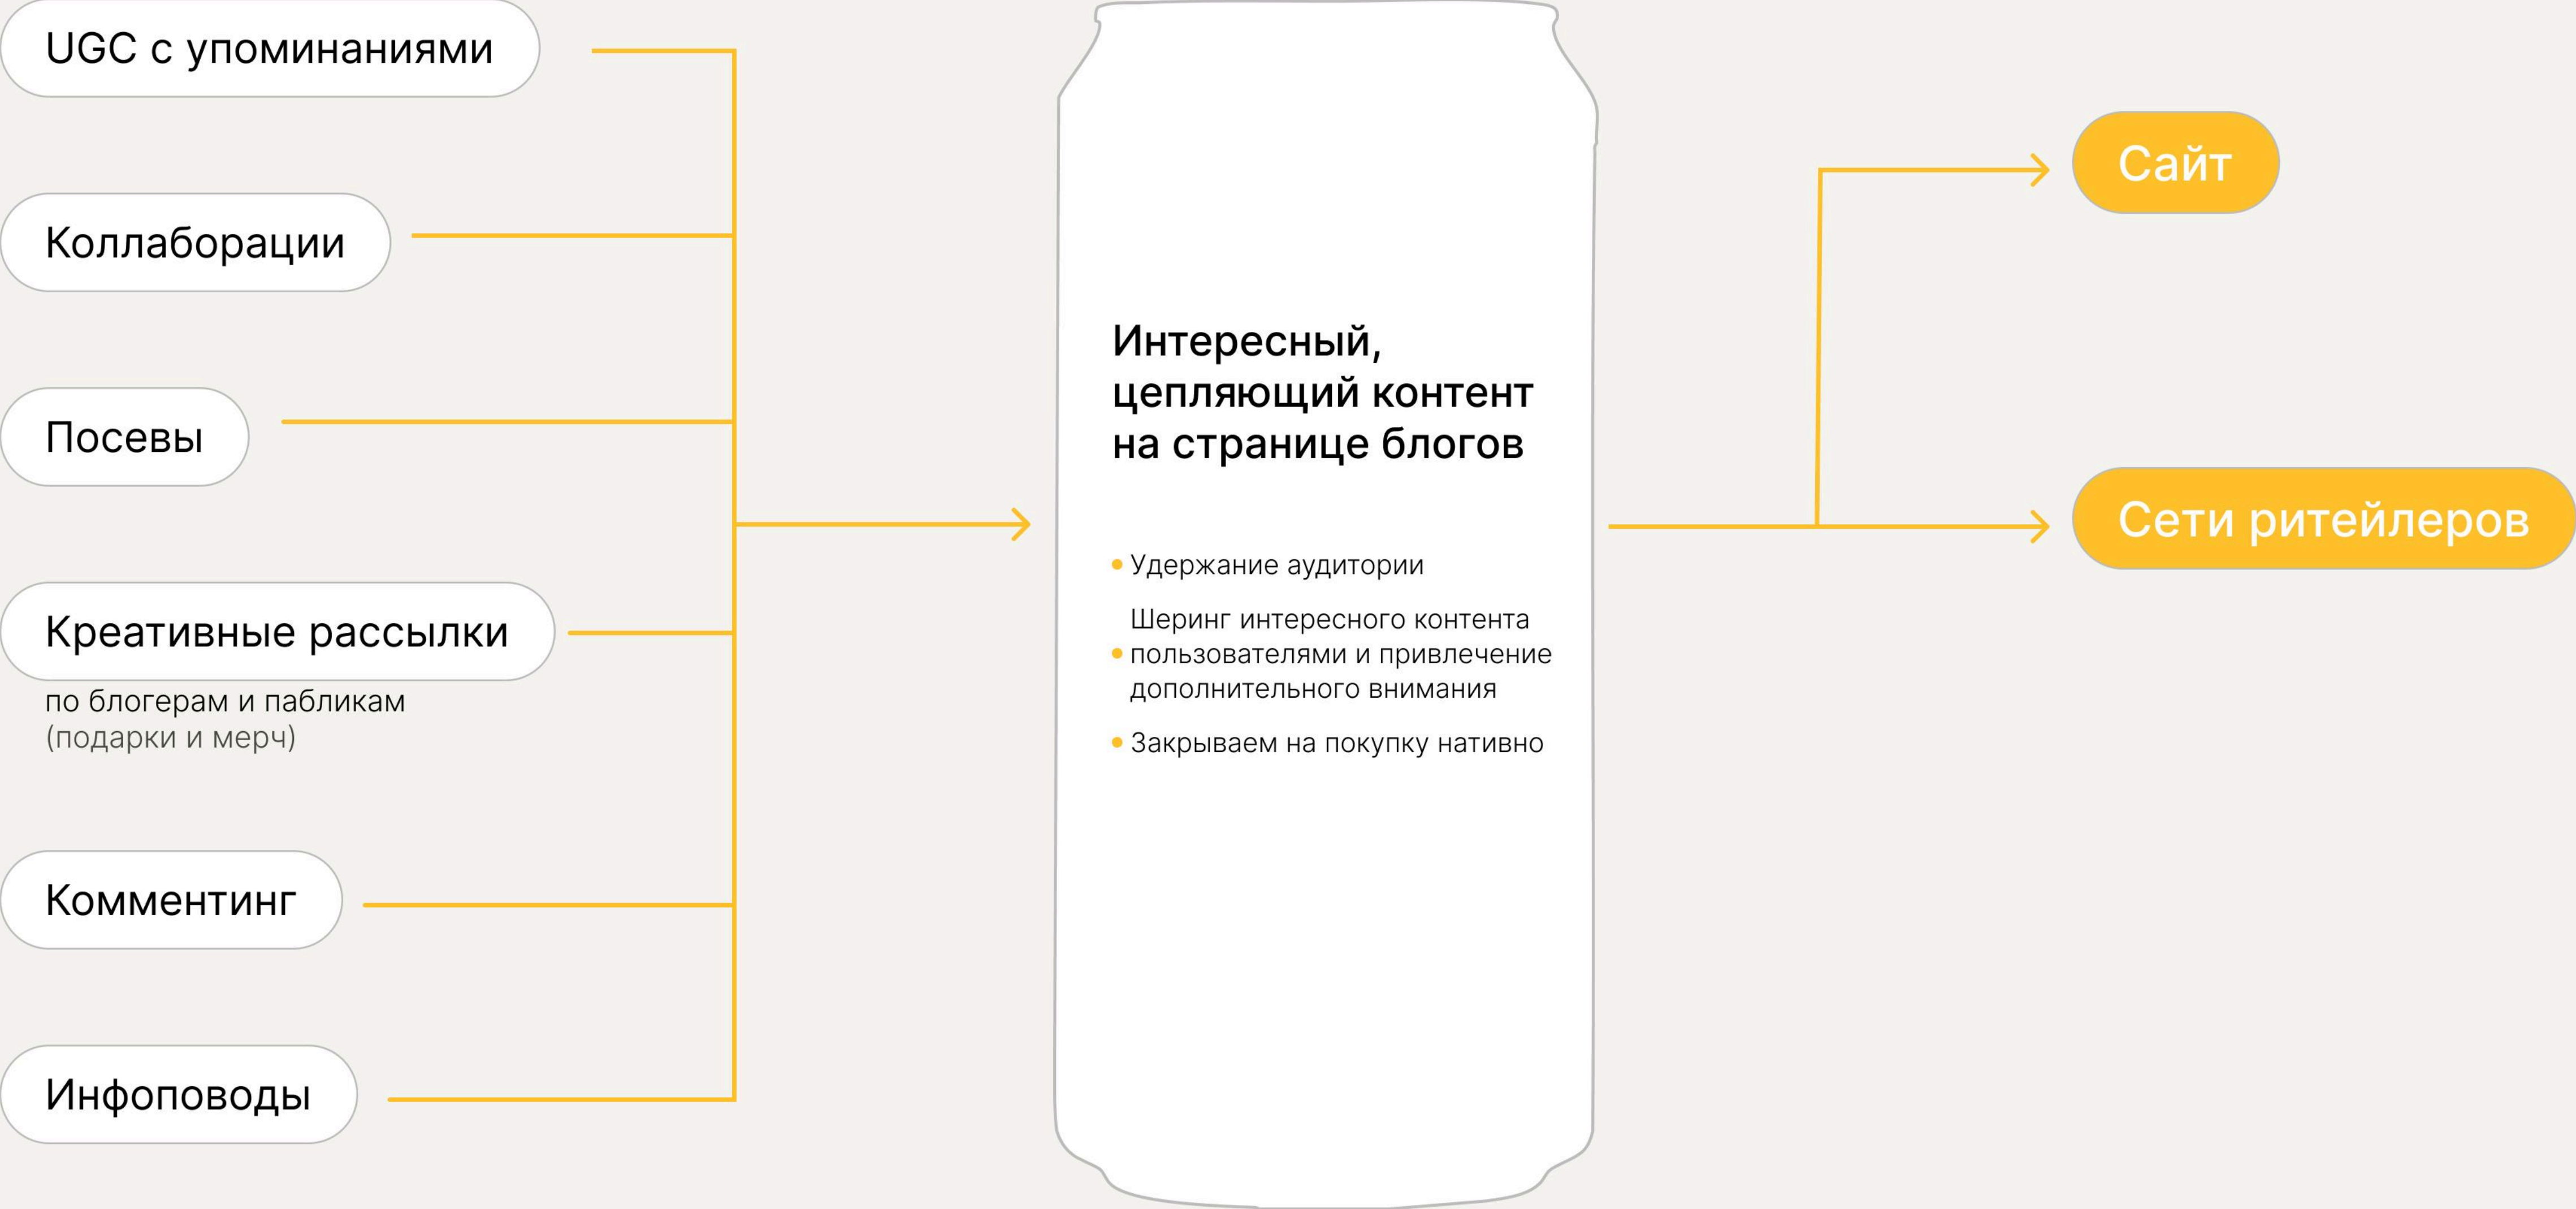 UGC с упоминаниями
Коллаборации
Посевы
Креативные рассылки
по блогерам и пабликам
(подарки и мерч)
Комментинг
Инфоповоды
Интересный,
цепляющий контент
на странице блогов
Удержание аудитории
Шеринг интересного контента
пользователями и привлечение
дополнительного внимания
Закрываем на покупку нативно
Сайт
Сети ритейлеров